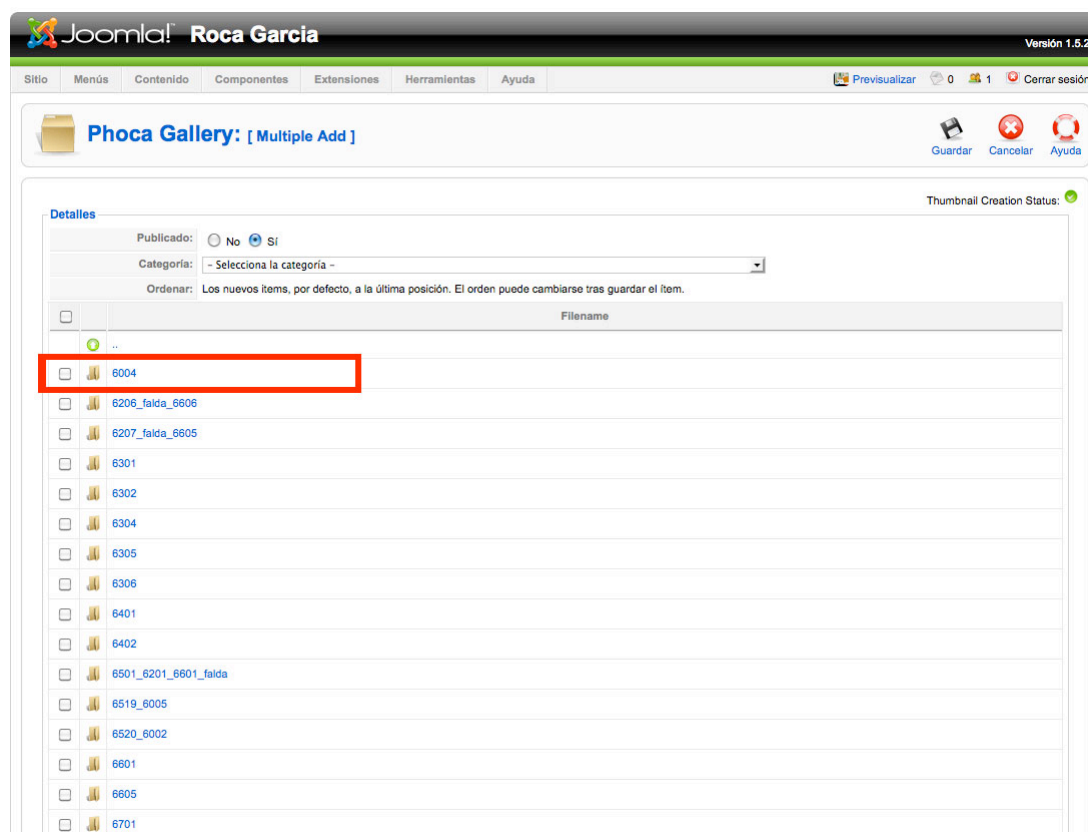 Joomla!™ Roca Garcia
Versión 1.5.2
Sitio Menús Contenido Componentes Extensiones Herramientas Ayuda Previsualizar 0 1 Cerrar sesión
Phoca Gallery: [ Multiple Add ]
Guardar Cancelar Ayuda
Thumbnail Creation Status:
Detalles
Publicado: No Sí
Categoría: – Selecciona la categoría –
Ordenar: Los nuevos items, por defecto, a la última posición. El orden puede cambiarse tras guardar el ítem.
Filename
..
6004
6206_falda_6606
6207_falda_6605
6301
6302
6304
6305
6306
6401
6402
6501_6201_6601_falda
6519_6005
6520_6002
6601
6605
6701